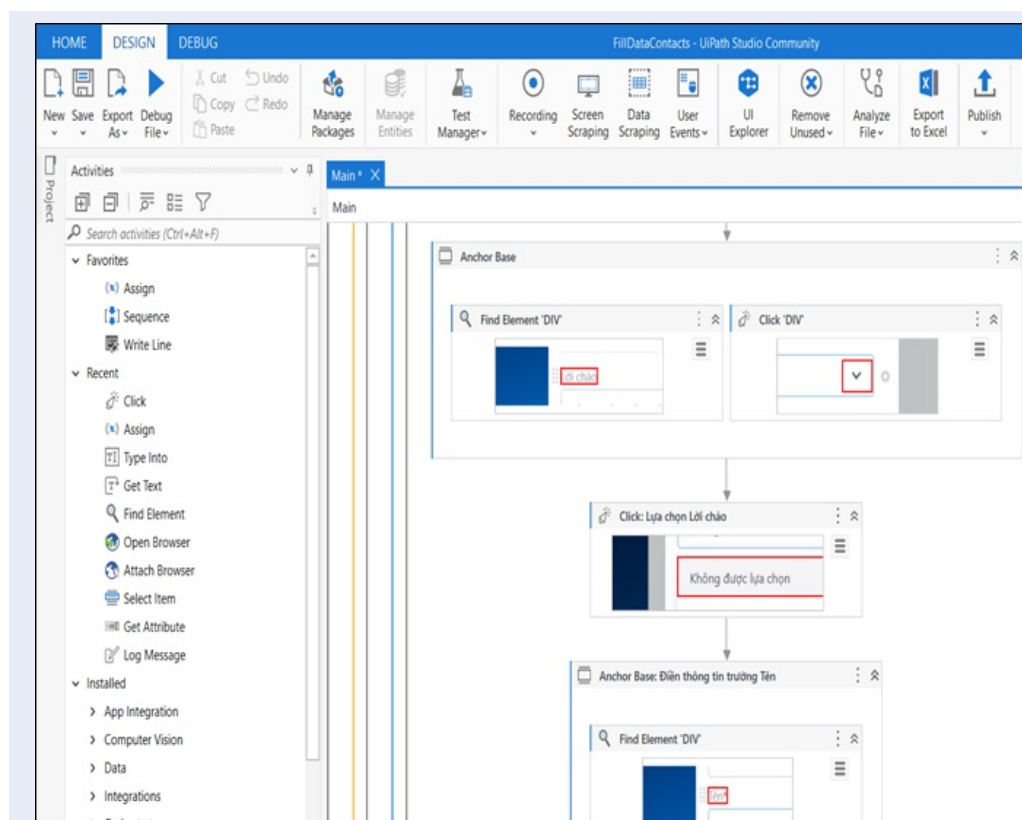 HOME DESIGN DEBUG FillDataContacts - UiPath Studio Community
New Save Export As Debug File
Cut Undo
Copy Redo
Paste
Manage Packages Manage Entities Test Manager Recording Screen Scraping Data Scraping User Events UI Explorer Remove Unused Analyze File Export to Excel Publish
Project
Activities
Search activities (Ctrl+Alt+F)
Favorites
Assign
Sequence
Write Line
Recent
Click
Assign
Type Into
Get Text
Find Element
Open Browser
Attach Browser
Select Item
Get Attribute
Log Message
Installed
App Integration
Computer Vision
Data
Integrations
Main *
Main
Anchor Base
Find Element 'DIV' Click 'DIV'
Lời chào
Click: Lựa chọn Lời chào
Không được lựa chọn
Anchor Base: Điền thông tin trường Tên
Find Element 'DIV'
Tên*